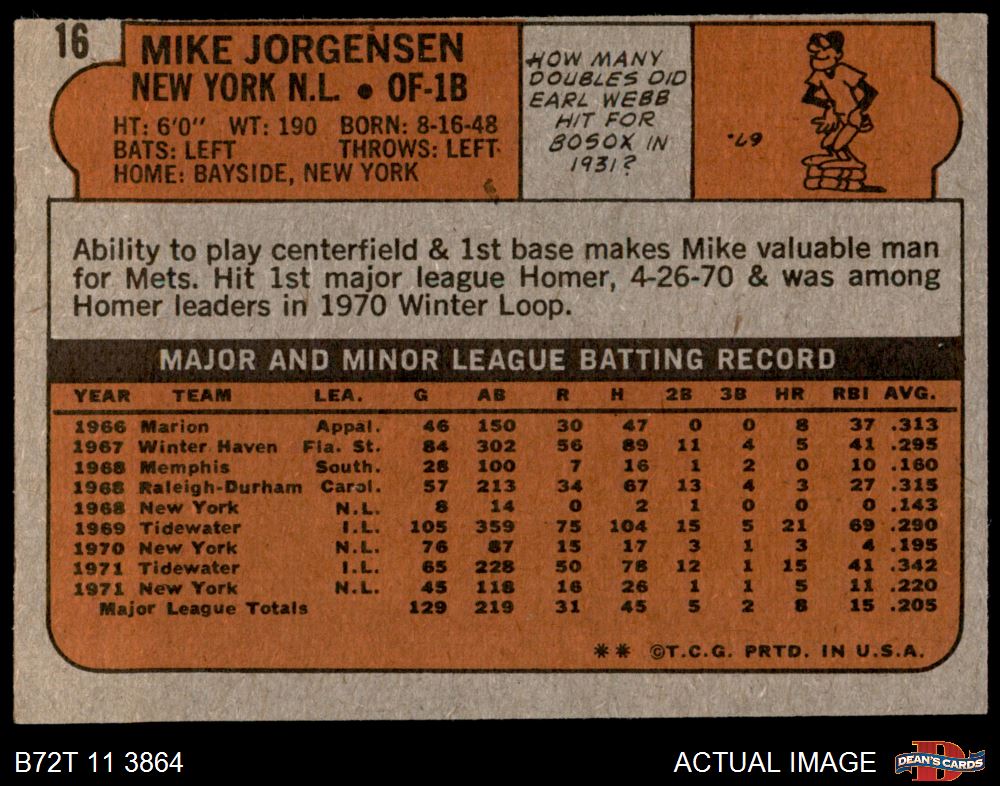 16
MIKE JORGENSEN
NEW YORK N.L. • OF-1B
HT: 6'0" WT: 190 BORN: 8-16-48
BATS: LEFT THROWS: LEFT
HOME: BAYSIDE, NEW YORK
HOW MANY
DOUBLES DID
EARL WEBB
HIT FOR
BOSOX IN
1931?
67.
Ability to play centerfield & 1st base makes Mike valuable man
for Mets. Hit 1st major league Homer, 4-26-70 & was among
Homer leaders in 1970 Winter Loop.
MAJOR AND MINOR LEAGUE BATTING RECORD
YEAR TEAM LEA. G AB R H 2B 3B HR RBI AVG.
1966 Marion Appal. 46 150 30 47 0 0 8 37 .313
1967 Winter Haven Fla. St. 84 302 56 89 11 4 5 41 .295
1968 Memphis South. 28 100 7 16 1 2 0 10 .160
1968 Raleigh-Durham Carol. 57 213 34 67 13 4 3 27 .315
1968 New York N.L. 8 14 0 2 1 0 0 0 .143
1969 Tidewater I.L. 105 359 75 104 15 5 21 69 .290
1970 New York N.L. 76 87 15 17 3 1 3 4 .195
1971 Tidewater I.L. 65 228 50 78 12 1 15 41 .342
1971 New York N.L. 45 118 16 26 1 1 5 11 .220
Major League Totals 129 219 31 45 5 2 8 15 .205
** ©T.C.G. PRTD. IN U.S.A.
B72T 11 3864
ACTUAL IMAGE
D
DEAN'S CARDS